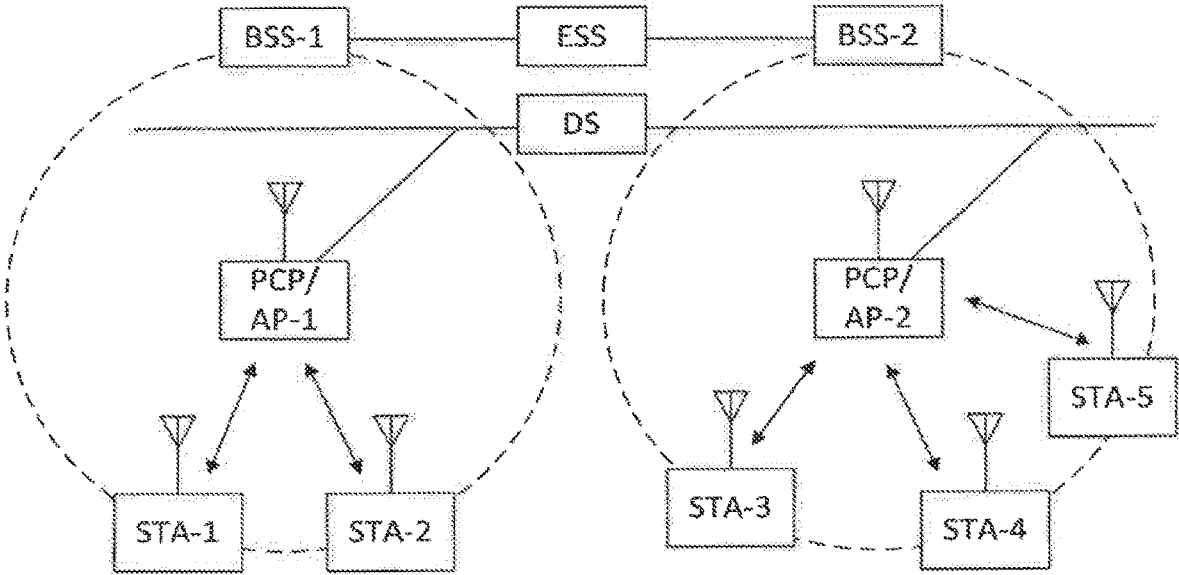 BSS-1
ESS
BSS-2
DS
PCP/
AP-1
PCP/
AP-2
STA-5
STA-3
STA-4
STA-1
STA-2